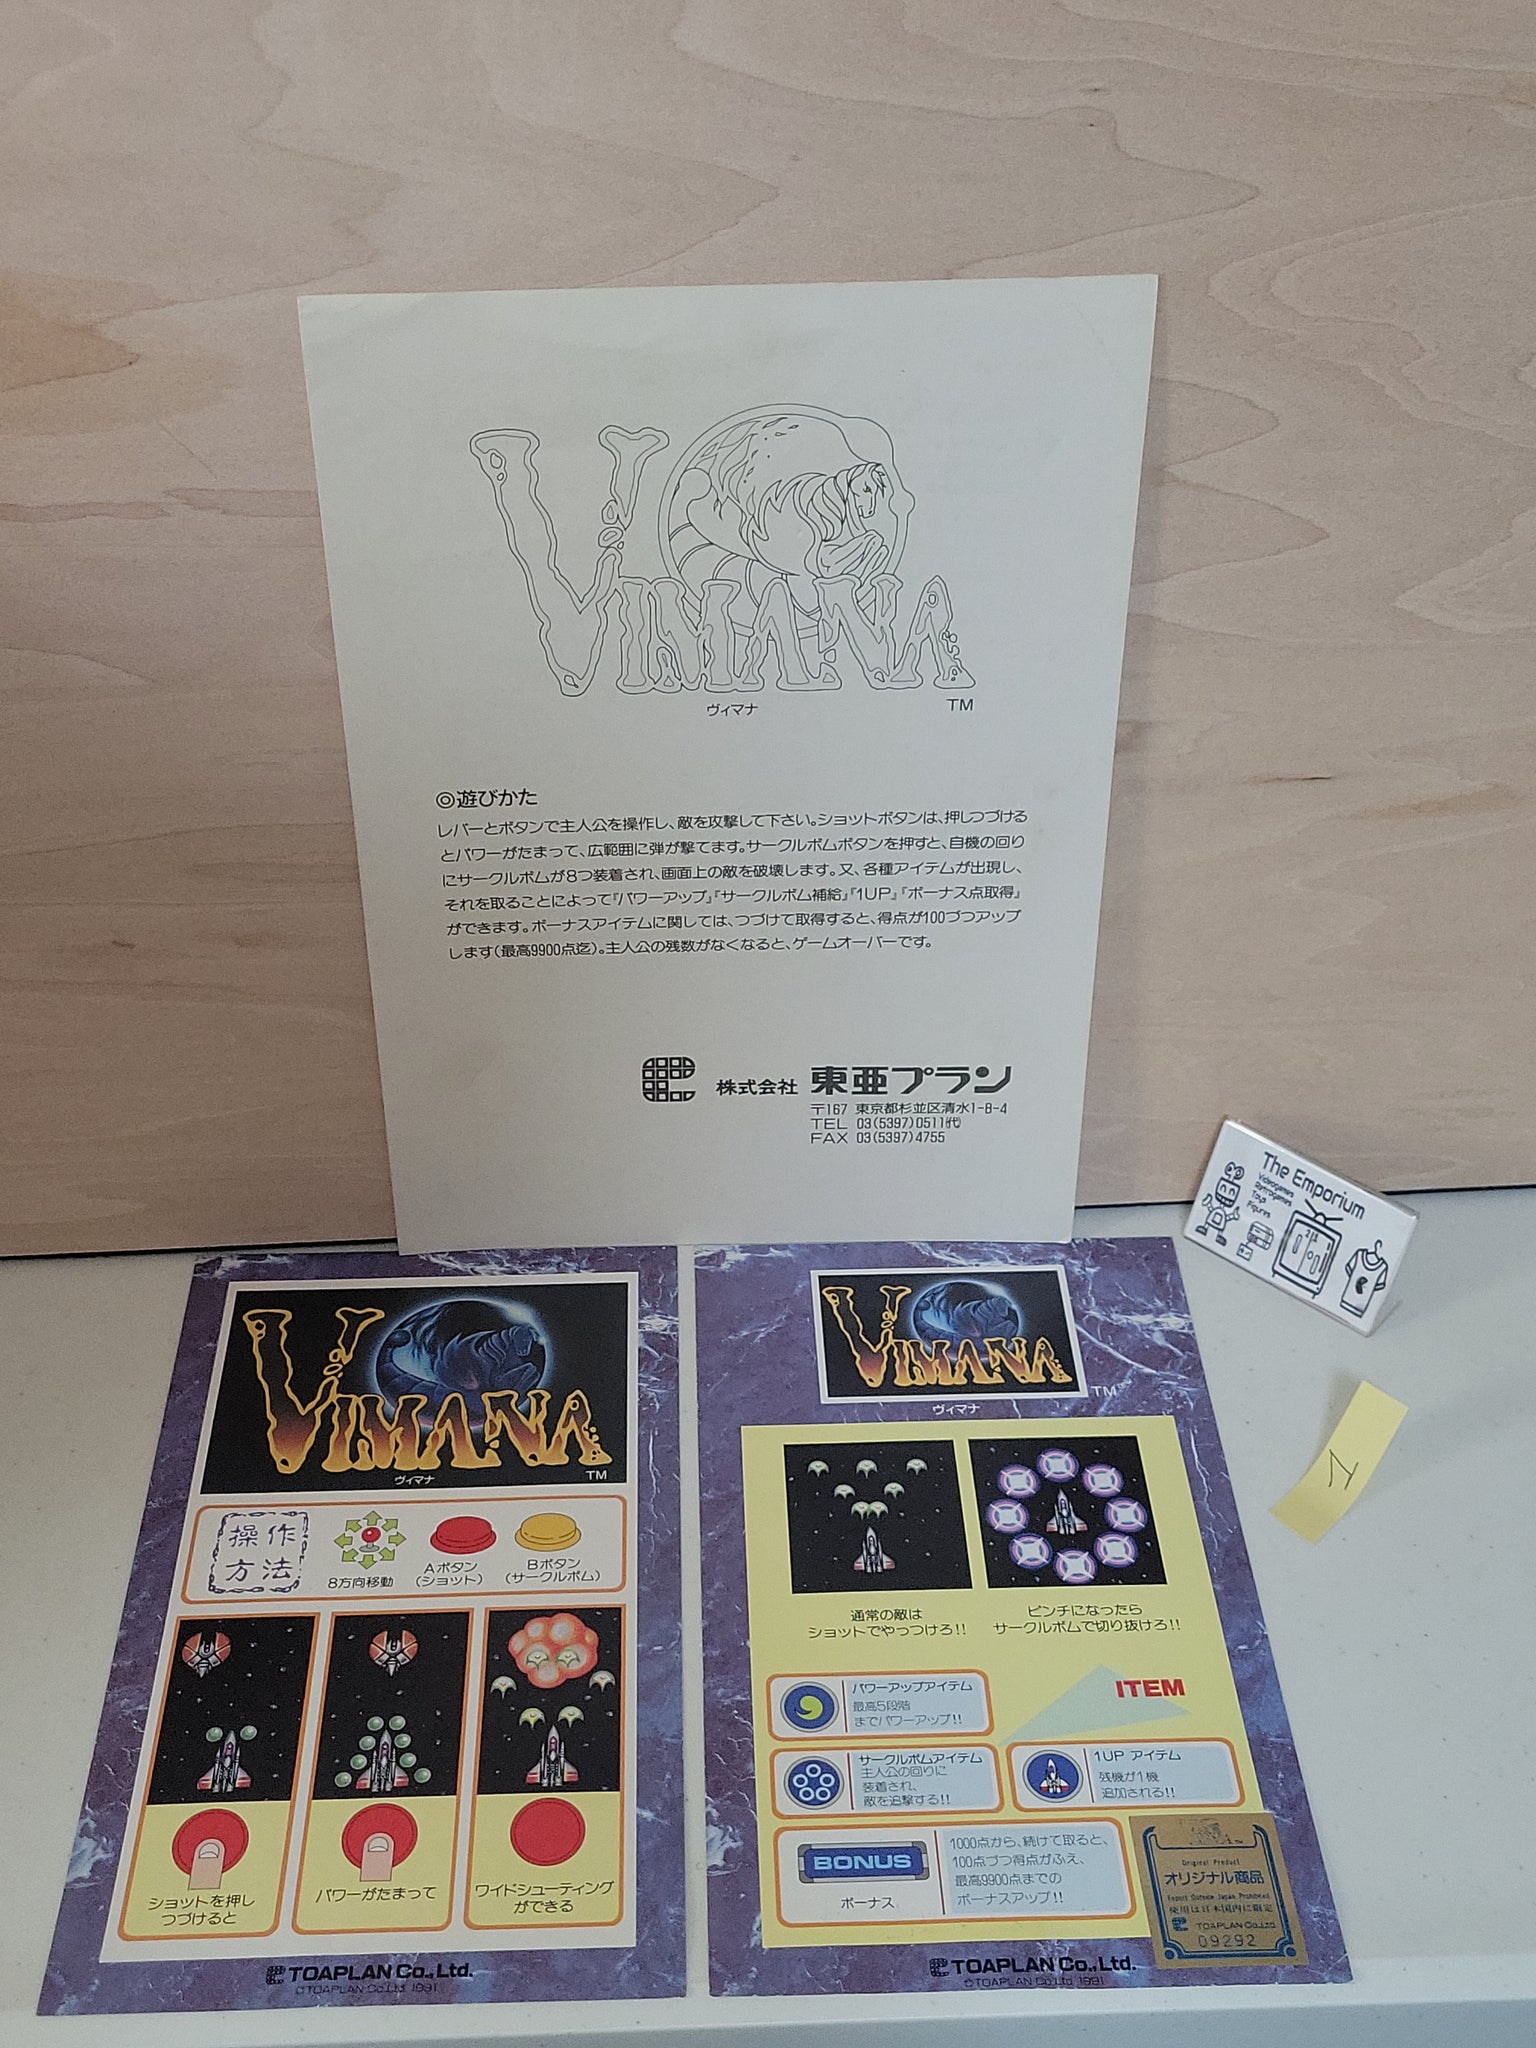 VIMANA
ヴィマナ
TM
◎遊びかた
レバーとボタンで主人公を操作し、敵を攻撃して下さい。ショットボタンは、押しつづける
とパワーがたまって、広範囲に弾が撃てます。サークルボムボタンを押すと、自機の回り
にサークルボムが8つ装着され、画面上の敵を破壊します。又、各種アイテムが出現し、
それを取ることによって『パワーアップ』『サークルボム補給』『1UP』『ボーナス点取得』
ができます。ボーナスアイテムに関しては、つづけて取得すると、得点が100づつアップ
します(最高9900点迄)。主人公の残数がなくなると、ゲームオーバーです。
株式会社 東亜プラン
〒167 東京都杉並区清水1-8-4
TEL 03(5397)0511(代)
FAX 03(5397)4755
The Emporium
Videogames
Retrogames
Toys
Figures
1
VIMANA
ヴィマナ
TM
操作
方法
8方向移動
Aボタン
(ショット)
Bボタン
(サークルボム)
ショットを押し
つづけると
パワーがたまって
ワイドシューティング
ができる
TOAPLAN Co., Ltd.
©TOAPLAN Co.Ltd 1991
VIMANA
TM
ヴィマナ
通常の敵は
ショットでやっつけろ!!
ピンチになったら
サークルボムで切り抜けろ!!
ITEM
パワーアップアイテム
最高5段階
までパワーアップ!!
サークルボムアイテム
主人公の回りに
装着され、
敵を追撃する!!
1UP アイテム
残機が1機
追加される!!
BONUS
ボーナス
1000点から、続けて取ると、
100点づつ得点がふえ、
最高9900点までの
ボーナスアップ!!
Original Product
オリジナル商品
Export Outside Japan Prohibited
使用は日本国内に限定
TOAPLAN Co.,Ltd.
09292
TOAPLAN Co., Ltd.
©TOAPLAN Co.Ltd 1991